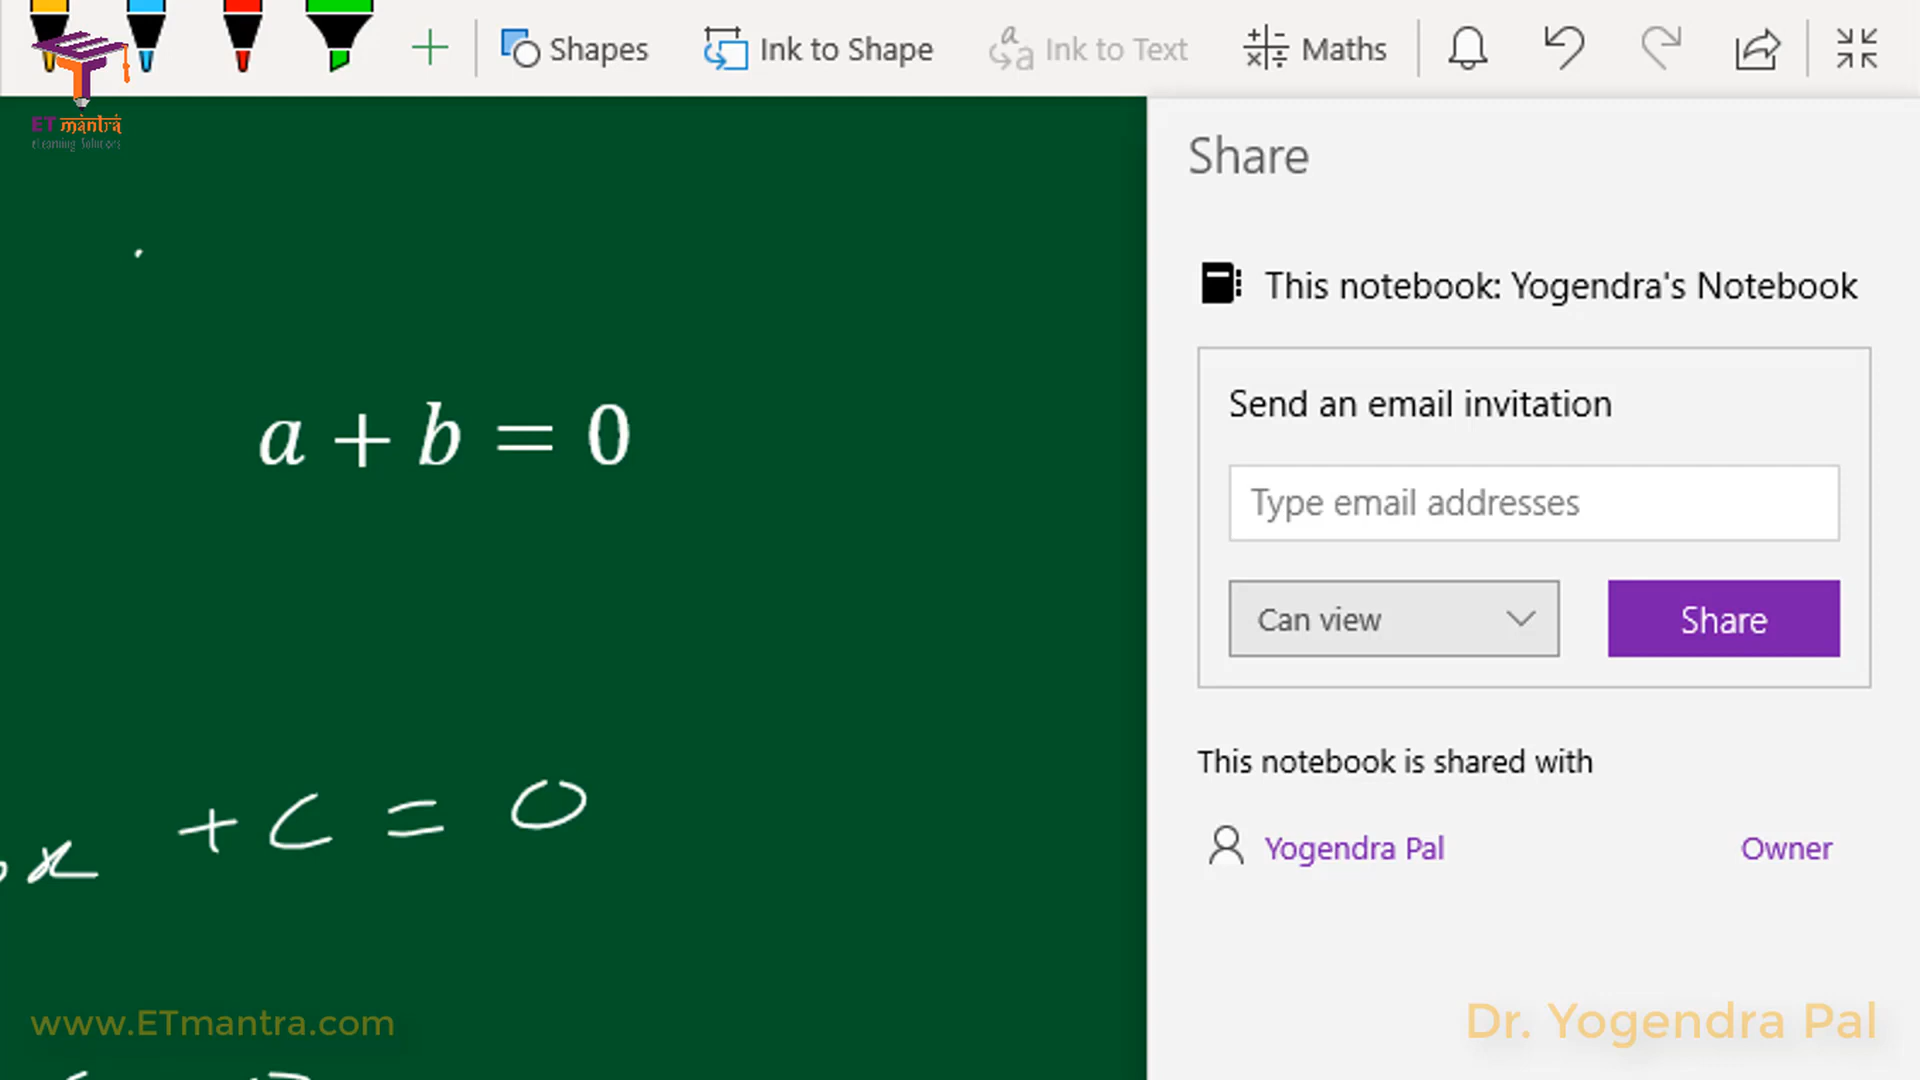 Shapes
Ink to Shape
Ink to Text
Maths
ET mantra
eLearning Solutions
Share
This notebook: Yogendra's Notebook
a + b = 0
Send an email invitation
Type email addresses
Can view
Share
This notebook is shared with
x + c = 0
Yogendra Pal
Owner
www.ETmantra.com
Dr. Yogendra Pal